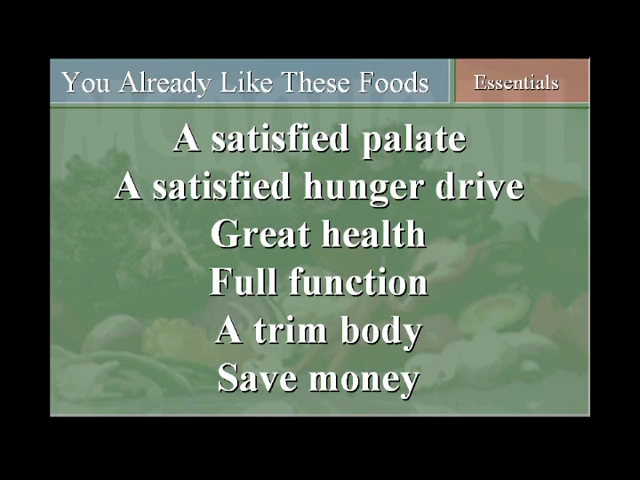 You Already Like These Foods
Essentials
A satisfied palate
A satisfied hunger drive
Great health
Full function
A trim body
Save money